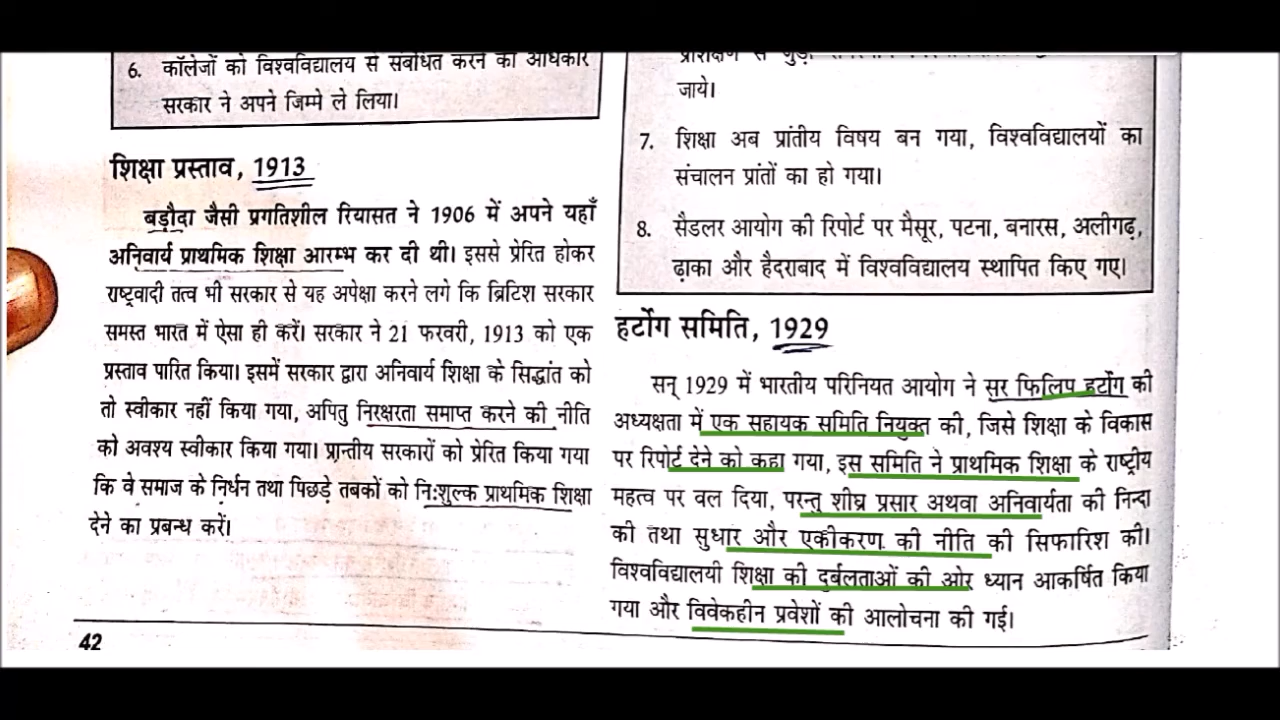 6. कॉलेजों को विश्वविद्यालय से संबंधित करने का अधिकार
सरकार ने अपने जिम्मे ले लिया।
शिक्षा प्रस्ताव, 1913
बड़ौदा जैसी प्रगतिशील रियासत ने 1906 में अपने यहाँ
अनिवार्य प्राथमिक शिक्षा आरम्भ कर दी थी। इससे प्रेरित होकर
राष्ट्रवादी तत्व भी सरकार से यह अपेक्षा करने लगे कि ब्रिटिश सरकार
समस्त भारत में ऐसा ही करें। सरकार ने 21 फरवरी, 1913 को एक
प्रस्ताव पारित किया। इसमें सरकार द्वारा अनिवार्य शिक्षा के सिद्धांत को
तो स्वीकार नहीं किया गया, अपितु निरक्षरता समाप्त करने की नीति
को अवश्य स्वीकार किया गया। प्रान्तीय सरकारों को प्रेरित किया गया
कि वे समाज के निर्धन तथा पिछड़े तबकों को नि:शुल्क प्राथमिक शिक्षा
देने का प्रबन्ध करें।
42
जाये।
7. शिक्षा अब प्रांतीय विषय बन गया, विश्वविद्यालयों का
संचालन प्रांतों का हो गया।
8. सैडलर आयोग की रिपोर्ट पर मैसूर, पटना, बनारस, अलीगढ़,
ढ़ाका और हैदराबाद में विश्वविद्यालय स्थापित किए गए।
हर्टोग समिति, 1929
सन् 1929 में भारतीय परिनियत आयोग ने सर फिलिप हर्टोग की
अध्यक्षता में एक सहायक समिति नियुक्त की, जिसे शिक्षा के विकास
पर रिपोर्ट देने को कहा गया, इस समिति ने प्राथमिक शिक्षा के राष्ट्रीय
महत्व पर बल दिया, परन्तु शीघ्र प्रसार अथवा अनिवार्यता की निन्दा
की तथा सुधार और एकीकरण की नीति की सिफारिश की।
विश्वविद्यालयी शिक्षा की दुर्बलताओं की ओर ध्यान आकर्षित किया
गया और विवेकहीन प्रवेशों की आलोचना की गई।